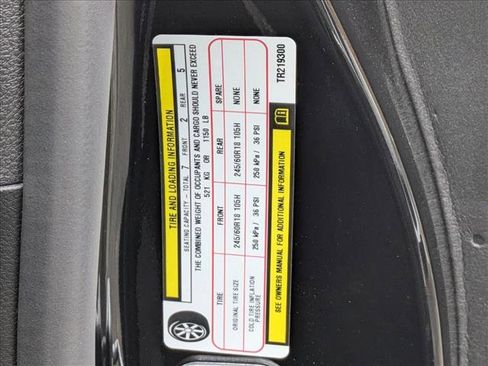 TIRE AND LOADING INFORMATION
SEATING CAPACITY - TOTAL 7 FRONT 2 REAR 5
THE COMBINED WEIGHT OF OCCUPANTS AND CARGO SHOULD NEVER EXCEED
521 KG OR 1150 LB
TIRE FRONT REAR SPARE
ORIGINAL TIRE SIZE 245/60R18 105H 245/60R18 105H NONE
COLD TIRE INFLATION PRESSURE 250 kPa / 36 PSI 250 kPa / 36 PSI NONE
SEE OWNERS MANUAL FOR ADDITIONAL INFORMATION
TR219300